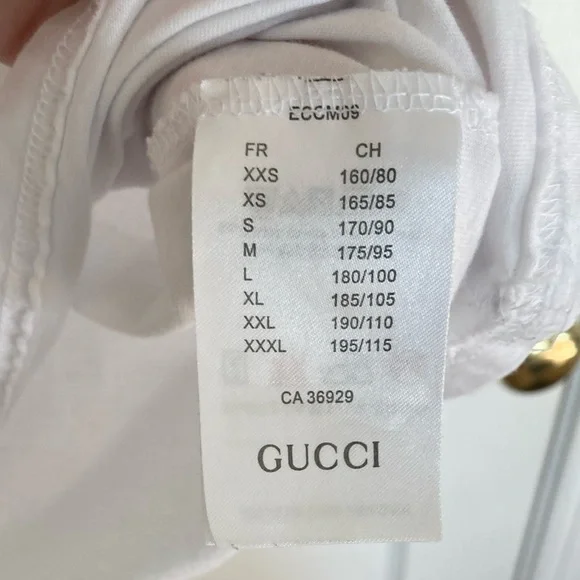 ECCM09
FR CH
XXS 160/80
XS 165/85
S 170/90
M 175/95
L 180/100
XL 185/105
XXL 190/110
XXXL 195/115
CA 36929
GUCCI